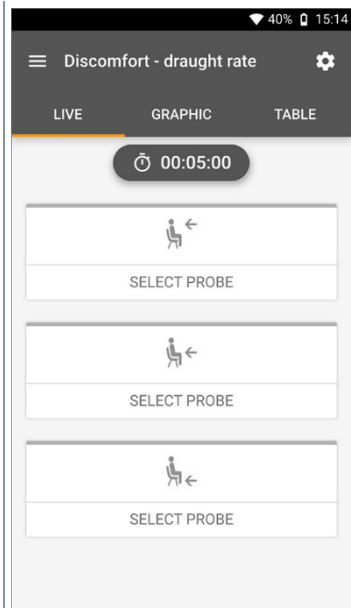 40% 15:14
Discomfort - draught rate
LIVE GRAPHIC TABLE
00:05:00
SELECT PROBE
SELECT PROBE
SELECT PROBE